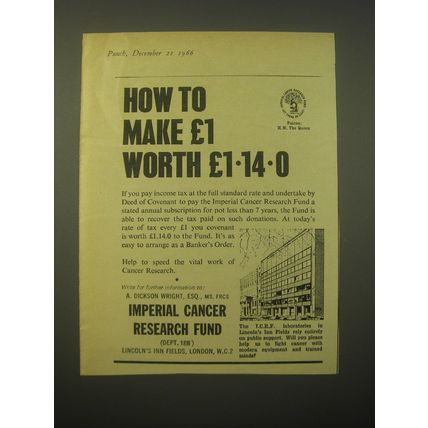 Punch, December 21 1966
HOW TO
MAKE £1
WORTH £1·14·0
Patron:
H.M. The Queen
If you pay income tax at the full standard rate and undertake by
Deed of Covenant to pay the Imperial Cancer Research Fund a
stated annual subscription for not less than 7 years, the Fund is
able to recover the tax paid on such donations. At today's
rate of tax every £1 you covenant
is worth £1.14.0 to the Fund. It's as
easy to arrange as a Banker's Order.
Help to speed the vital work of
Cancer Research.
Write for further information to:
A. DICKSON WRIGHT, ESQ., MS, FRCS
IMPERIAL CANCER
RESEARCH FUND
(DEPT. 16B)
LINCOLN'S INN FIELDS, LONDON, W.C.2
The I.C.R.F. laboratories in
Lincoln's Inn Fields rely entirely
on public support. Will you please
help us to fight cancer with
modern equipment and trained
minds?